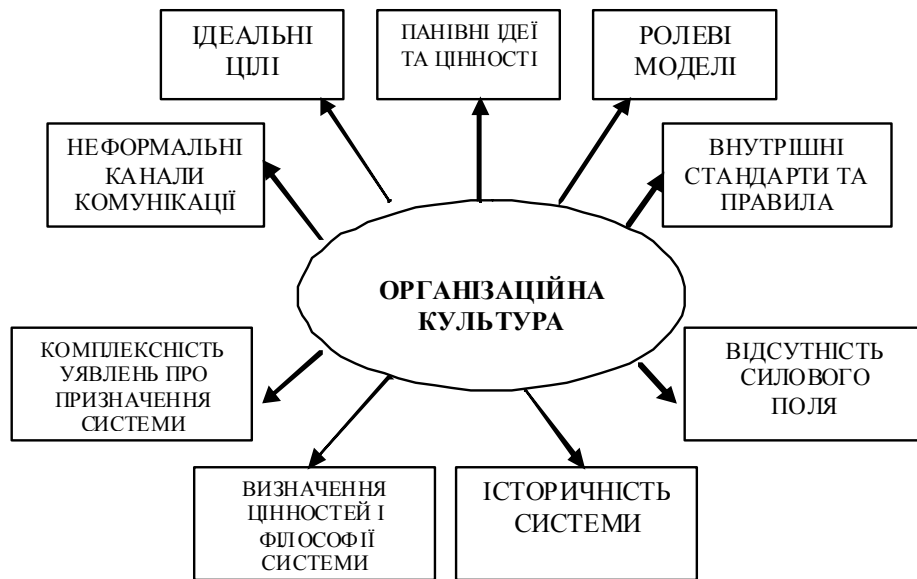 ІДЕАЛЬНІ
ЦІЛІ
ПАНІВНІ ІДЕЇ
ТА ЦІННОСТІ
РОЛЕВІ
МОДЕЛІ
НЕФОРМАЛЬНІ
КАНАЛИ
КОМУНІКАЦІЇ
ВНУТРІШНІ
СТАНДАРТИ ТА
ПРАВИЛА
ОРГАНІЗАЦІЙНА
КУЛЬТУРА
КОМПЛЕКСНІСТЬ
УЯВЛЕНЬ ПРО
ПРИЗНАЧЕННЯ
СИСТЕМИ
ВІДСУТНІСТЬ
СИЛОВОГО
ПОЛЯ
ВИЗНАЧЕННЯ
ЦІННОСТЕЙ І
ФІЛОСОФІЇ
СИСТЕМИ
ІСТОРИЧНІСТЬ
СИСТЕМИ